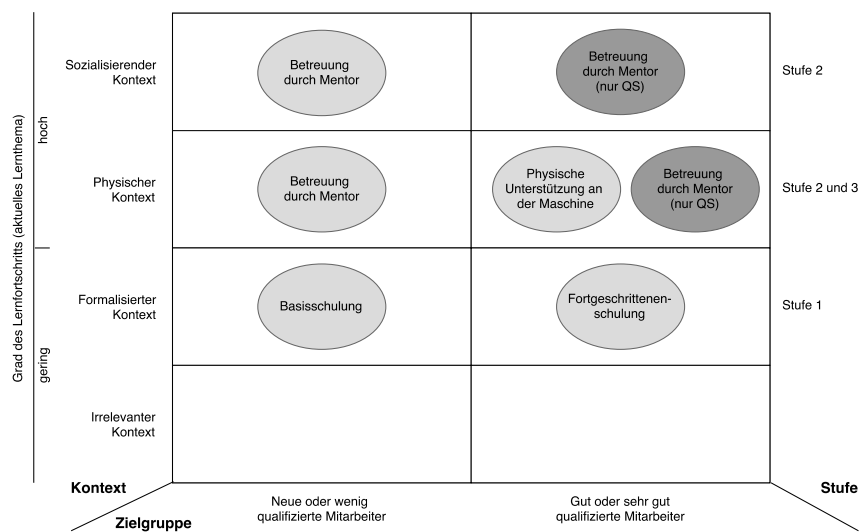 Grad des Lernfortschritts (aktuelles Lernthema)
hoch
gering
Sozialisierender
Kontext
Betreuung
durch Mentor
Betreuung
durch Mentor
(nur QS)
Stufe 2
Physischer
Kontext
Betreuung
durch Mentor
Physische
Unterstützung an
der Maschine
Betreuung
durch Mentor
(nur QS)
Stufe 2 und 3
Formalisierter
Kontext
Basisschulung
Fortgeschrittenen-
schulung
Stufe 1
Irrelevanter
Kontext
Kontext
Zielgruppe
Neue oder wenig
qualifizierte Mitarbeiter
Gut oder sehr gut
qualifizierte Mitarbeiter
Stufe